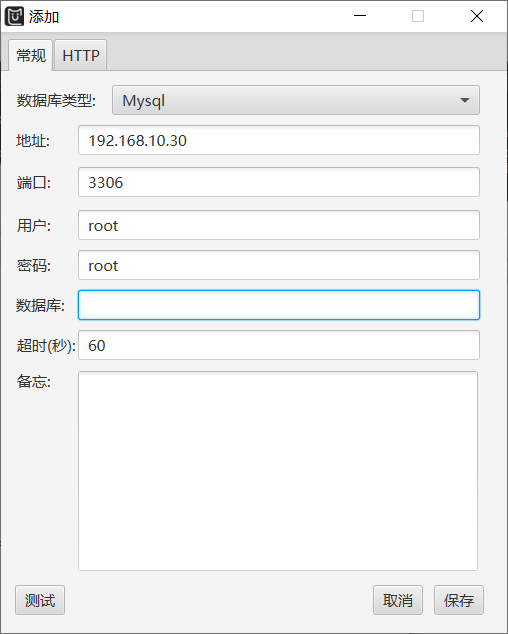 添加
常规 HTTP
数据库类型: Mysql
地址: 192.168.10.30
端口: 3306
用户: root
密码: root
数据库:
超时(秒): 60
备忘:
测试 取消 保存